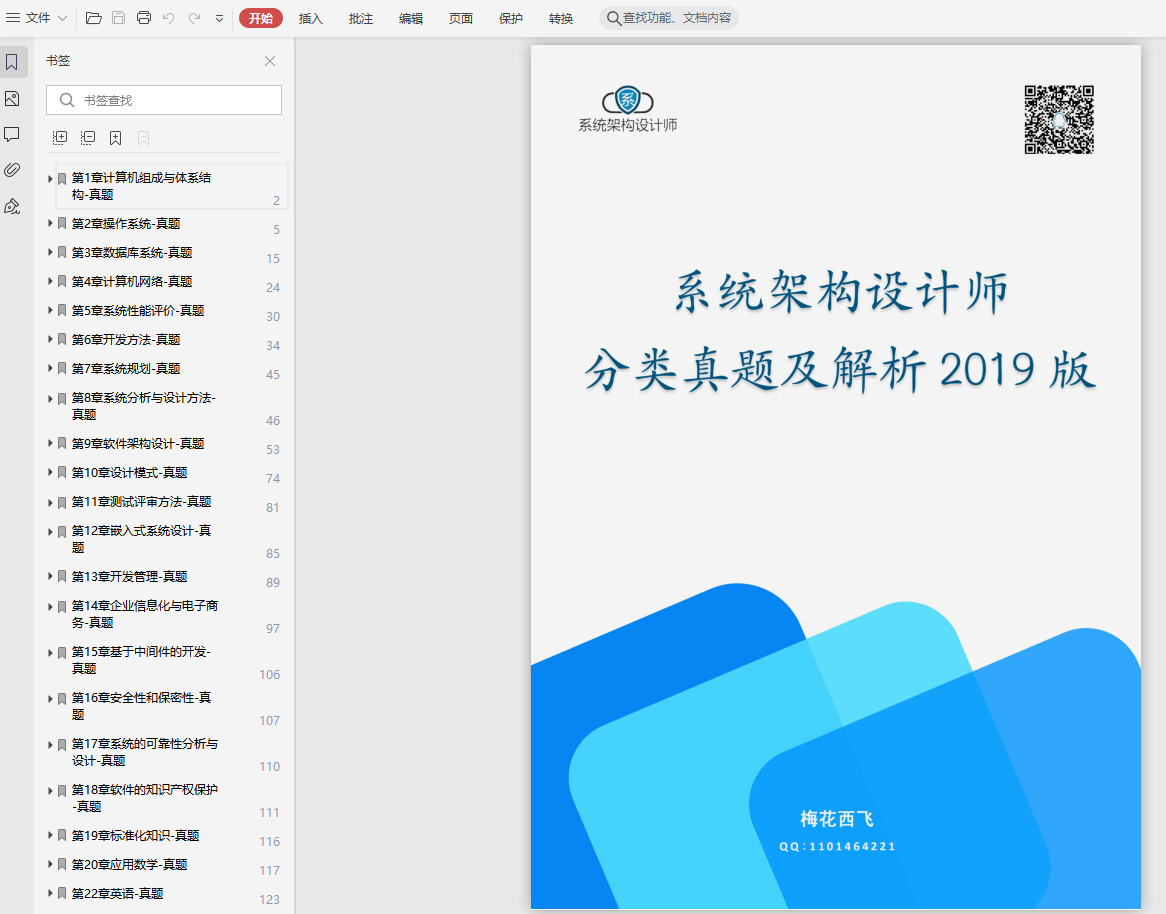 文件
开始
插入
批注
编辑
页面
保护
转换
查找功能、文档内容
书签
书签查找
第1章计算机组成与体系结
构-真题
2
第2章操作系统-真题
5
第3章数据库系统-真题
15
第4章计算机网络-真题
24
第5章系统性能评价-真题
30
第6章开发方法-真题
34
第7章系统规划-真题
45
第8章系统分析与设计方法-
真题
46
第9章软件架构设计-真题
53
第10章设计模式-真题
74
第11章测试评审方法-真题
81
第12章嵌入式系统设计-真
题
85
第13章开发管理-真题
89
第14章企业信息化与电子商
务-真题
97
第15章基于中间件的开发-
真题
106
第16章安全性和保密性-真
题
107
第17章系统的可靠性分析与
设计-真题
110
第18章软件的知识产权保护
-真题
111
第19章标准化知识-真题
116
第20章应用数学-真题
117
第22章英语-真题
123
系
系统架构设计师
系统架构设计师
分类真题及解析2019版
梅花西飞
QQ:1101464221